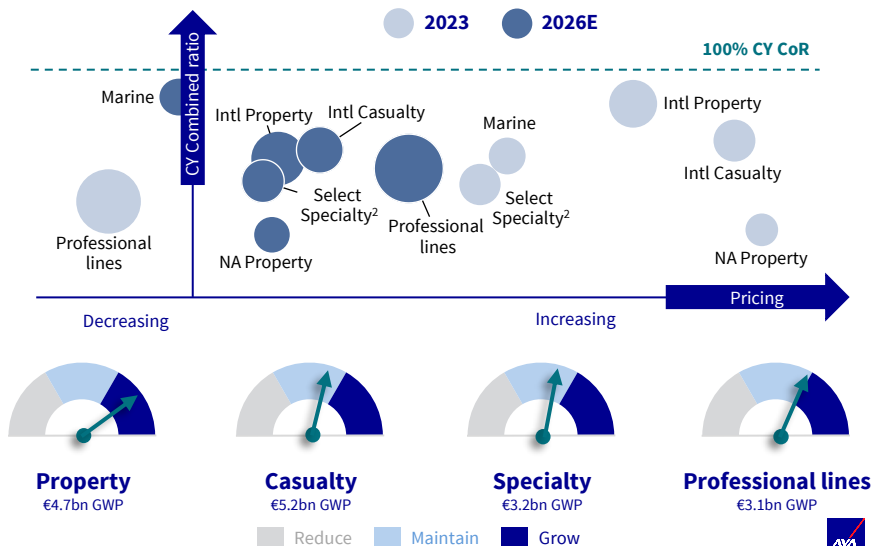 2023
2026E
100% CY CoR
CY Combined ratio
Marine
Intl Property
Intl Casualty
Marine
Intl Property
Intl Casualty
Select
Specialty2
Select
Specialty2
Professional
lines
Professional
lines
NA Property
NA Property
Pricing
Decreasing
Increasing
Property
€4.7bn GWP
Casualty
€5.2bn GWP
Specialty
€3.2bn GWP
Professional lines
€3.1bn GWP
Reduce
Maintain
Grow
AXA